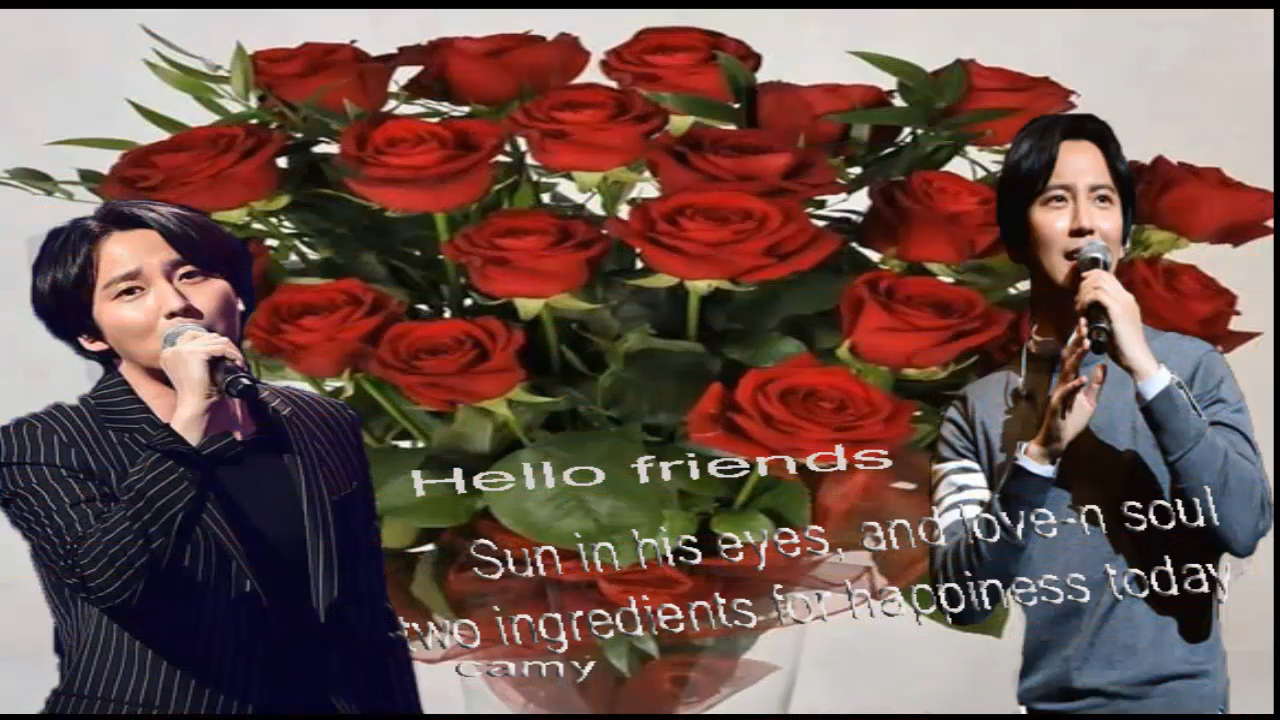 Hello friends
Sun in his eyes, and love-n soul
two ingredients for happiness today
camy